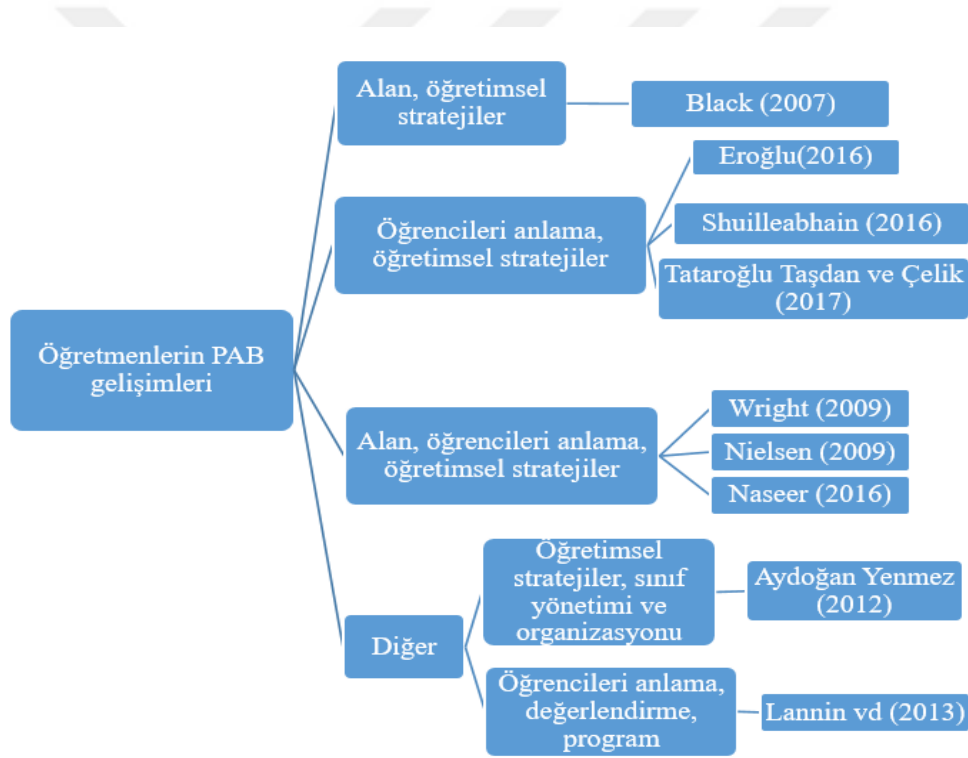 Öğretmenlerin PAB
gelişimleri
Alan, öğretimsel
stratejiler
Black (2007)
Öğrencileri anlama,
öğretimsel stratejiler
Eroğlu(2016)
Shuilleabhain (2016)
Tataroğlu Taşdan ve Çelik
(2017)
Alan, öğrencileri anlama,
öğretimsel stratejiler
Wright (2009)
Nielsen (2009)
Naseer (2016)
Diğer
Öğretimsel
stratejiler, sınıf
yönetimi ve
organizasyonu
Aydoğan Yenmez
(2012)
Öğrencileri anlama,
değerlendirme,
program
Lannin vd (2013)